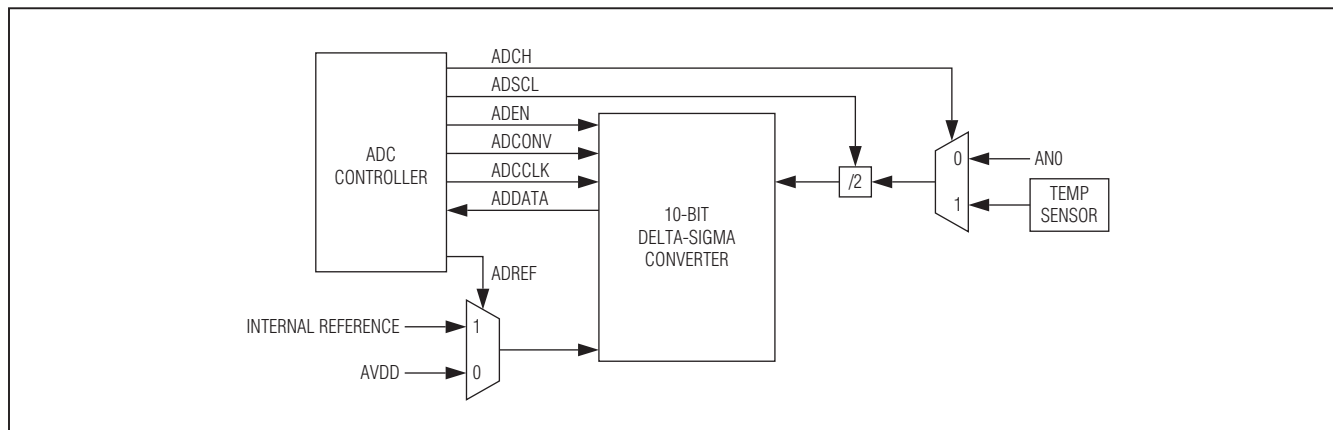 ADCH
ADSCL
ADEN
ADCONV
ADCCLK
ADDATA
ADC
CONTROLLER
ADREF
10-BIT
DELTA-SIGMA
CONVERTER
/2
0
1
AN0
TEMP
SENSOR
INTERNAL REFERENCE
1
AVDD
0